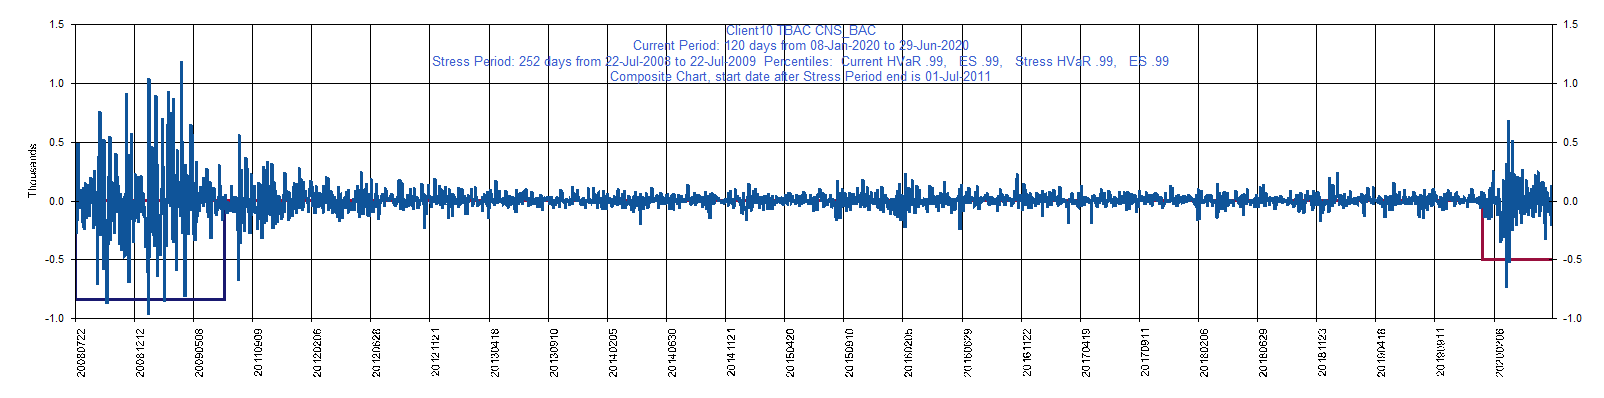 Client10 TBAC CNS_BAC
Current Period: 120 days from 08-Jan-2020 to 29-Jun-2020
Stress Period: 252 days from 22-Jul-2008 to 22-Jul-2009 Percentiles: Current HVaR .99, ES .99, Stress HVaR .99, ES .99
Composite Chart, start date after Stress Period end is 01-Jul-2011
1.5 1.5
1.0 1.0
0.5 0.5
Thousands
0.0 0.0
-0.5 -0.5
-1.0 -1.0
20080722 20081212 20090508 20110909 20120206 20120628 20121121 20130418 20130910 20140205 20140630 20141121 20150420 20150910 20160205 20160629 20161122 20170419 20170911 20180206 20180629 20181123 20190418 20190911 20200206